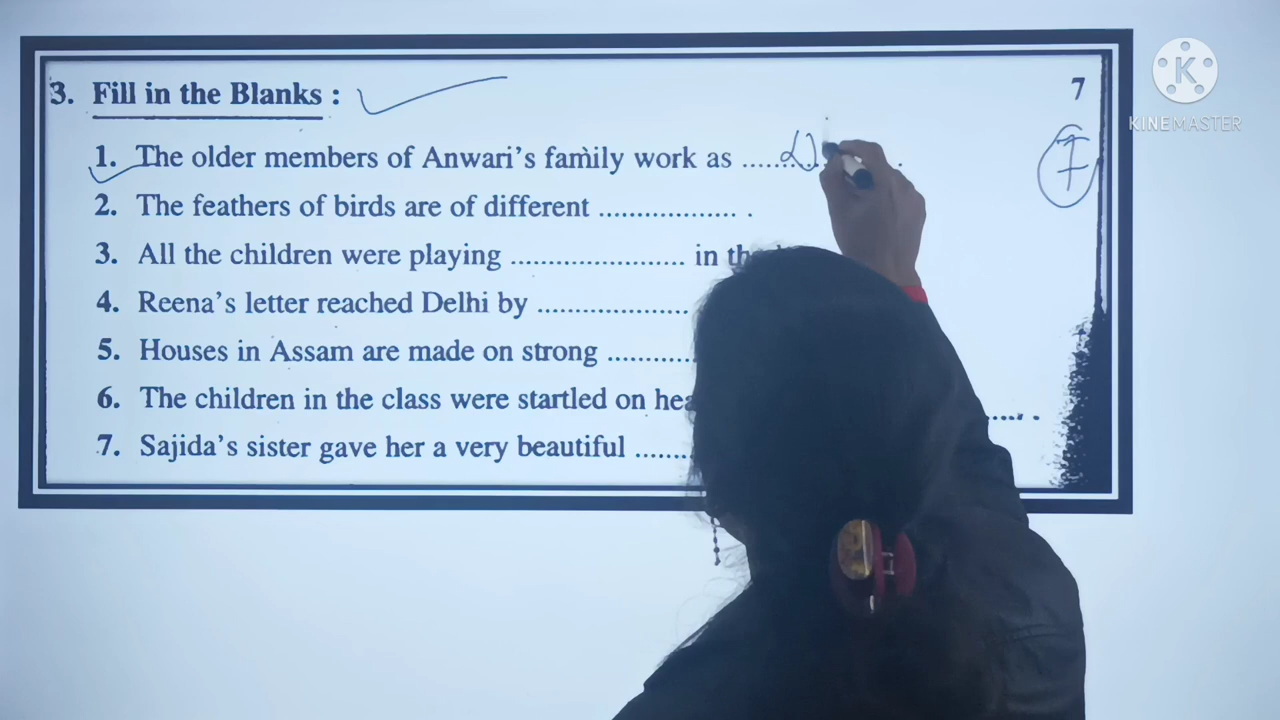 3. Fill in the Blanks : 7
7
1. The older members of Anwari's family work as ..........
2. The feathers of birds are of different .................. .
3. All the children were playing ...................... in
4. Reena's letter reached Delhi by ...................
5. Houses in Assam are made on strong ...........
6. The children in the class were startled on ...... .
7. Sajida's sister gave her a very beautiful .......
KINEMASTER